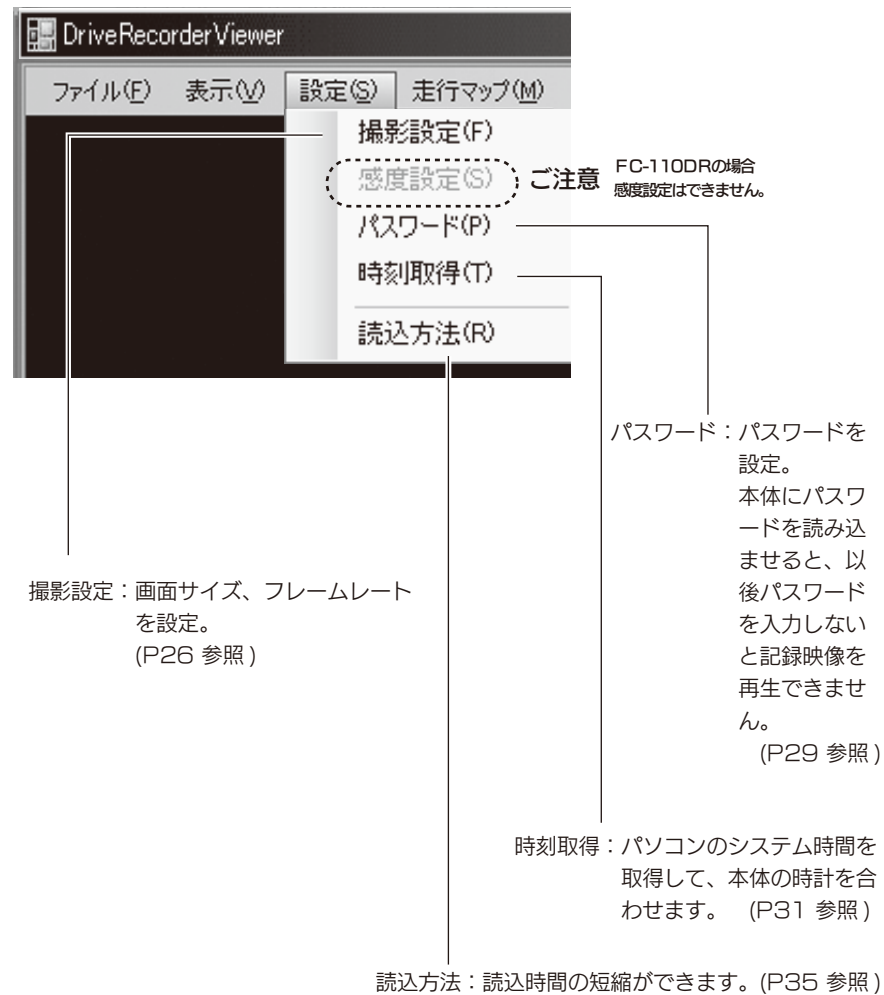 DriveRecorderViewer
ファイル(F) 表示(V) 設定(S) 走行マップ(M)
撮影設定(F)
感度設定(S) ご注意 FC-110DRの場合
感度設定はできません。
パスワード(P)
時刻取得(T)
読込方法(R)
パスワード：パスワードを
設定。
本体にパスワ
ードを読み込
ませると、以
後パスワード
を入力しない
と記録映像を
再生できませ
ん。
(P29 参照)
撮影設定：画面サイズ、フレームレート
を設定。
(P26 参照)
時刻取得：パソコンのシステム時間を
取得して、本体の時計を合
わせます。 (P31 参照)
読込方法：読込時間の短縮ができます。(P35 参照)